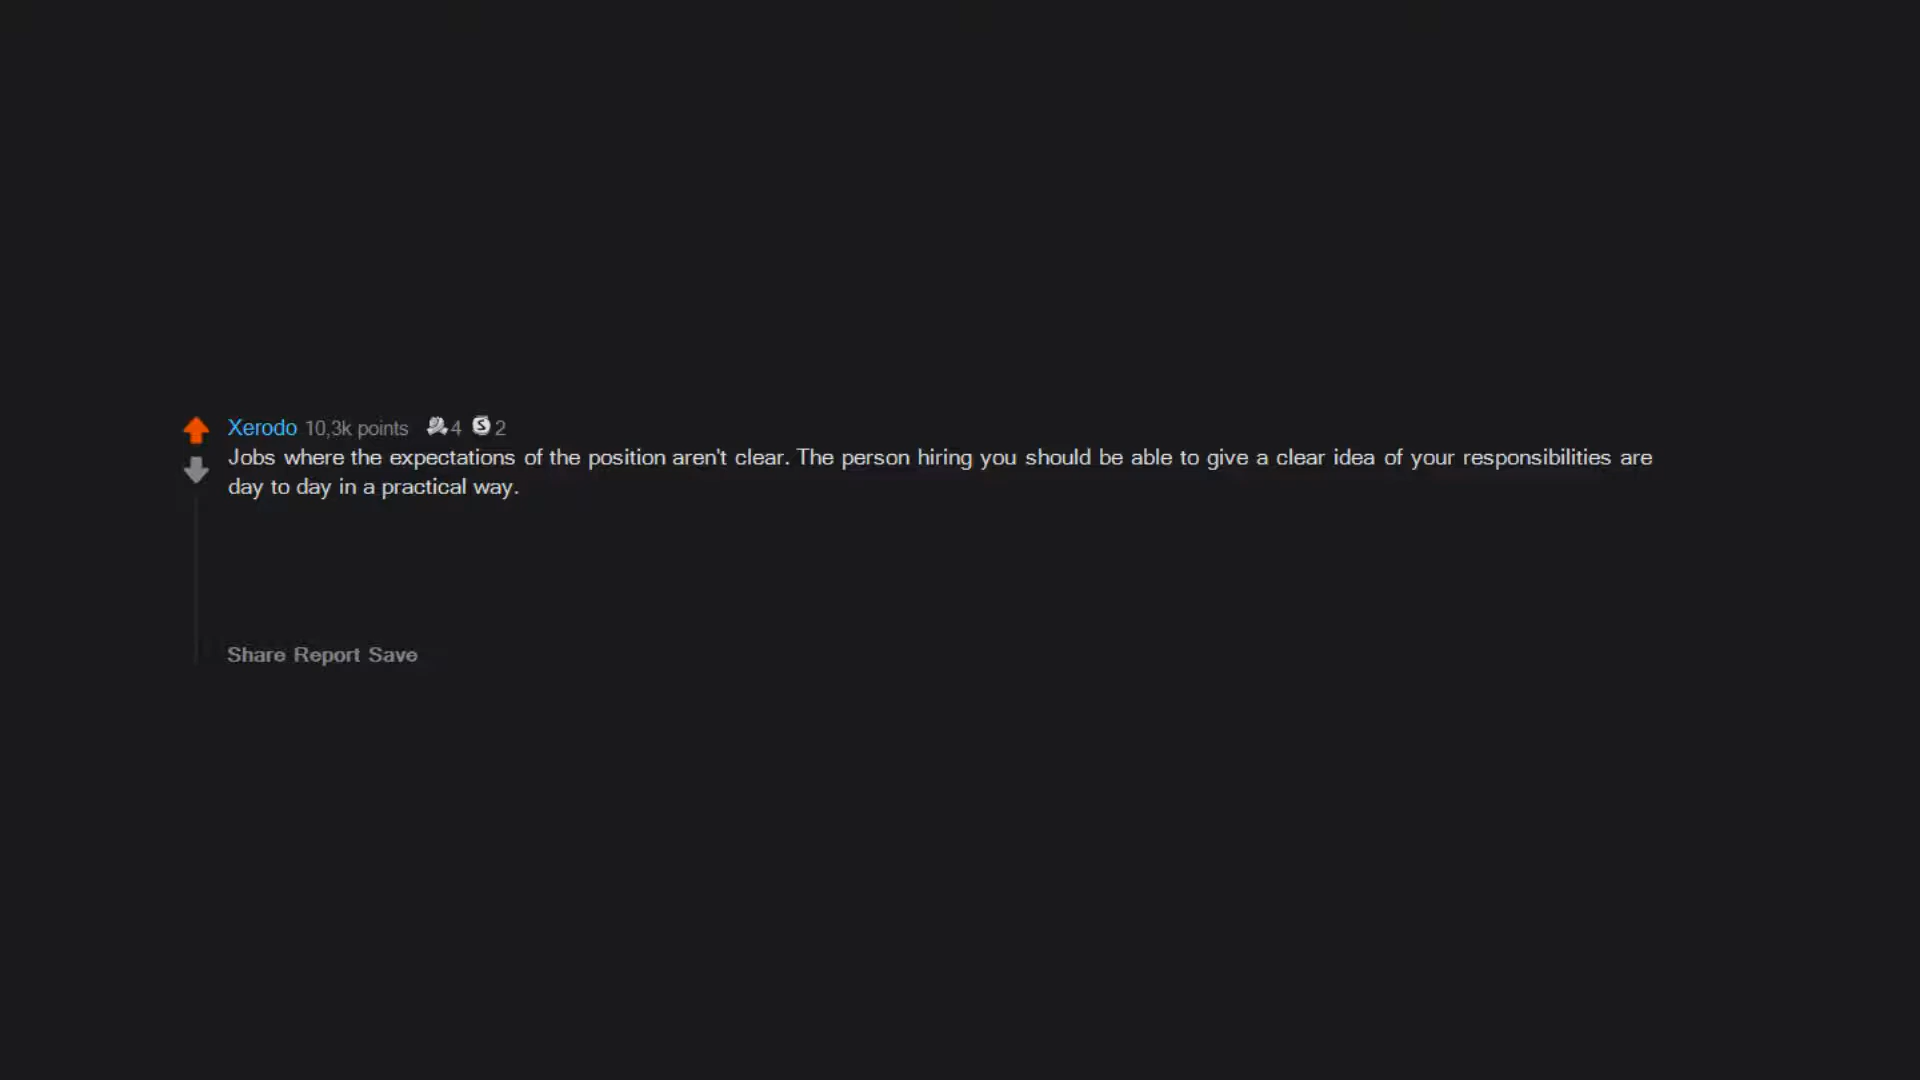 Xerodo 10,3k points 4 S 2
Jobs where the expectations of the position aren't clear. The person hiring you should be able to give a clear idea of your responsibilities are
day to day in a practical way.
Share Report Save